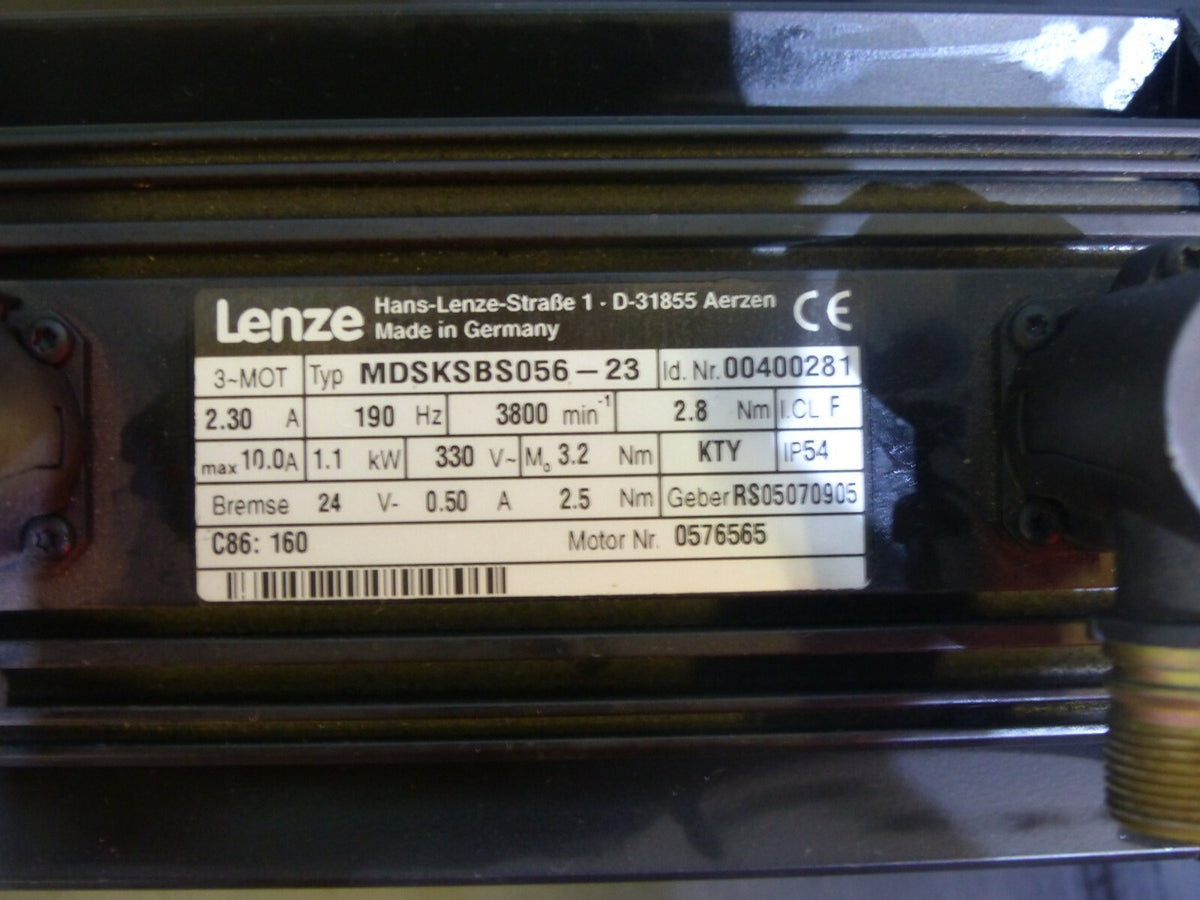 Lenze Hans-Lenze-Straße 1 · D-31855 Aerzen CE
Made in Germany
3~MOT Typ MDSKSBS056-23 Id. Nr. 00400281
2.30 A 190 Hz 3800 min⁻¹ 2.8 Nm I.CL F
max 10.0 A 1.1 kW 330 V~ M₀ 3.2 Nm KTY IP54
Bremse 24 V- 0.50 A 2.5 Nm Geber RS05070905
C86: 160 Motor Nr. 0576565